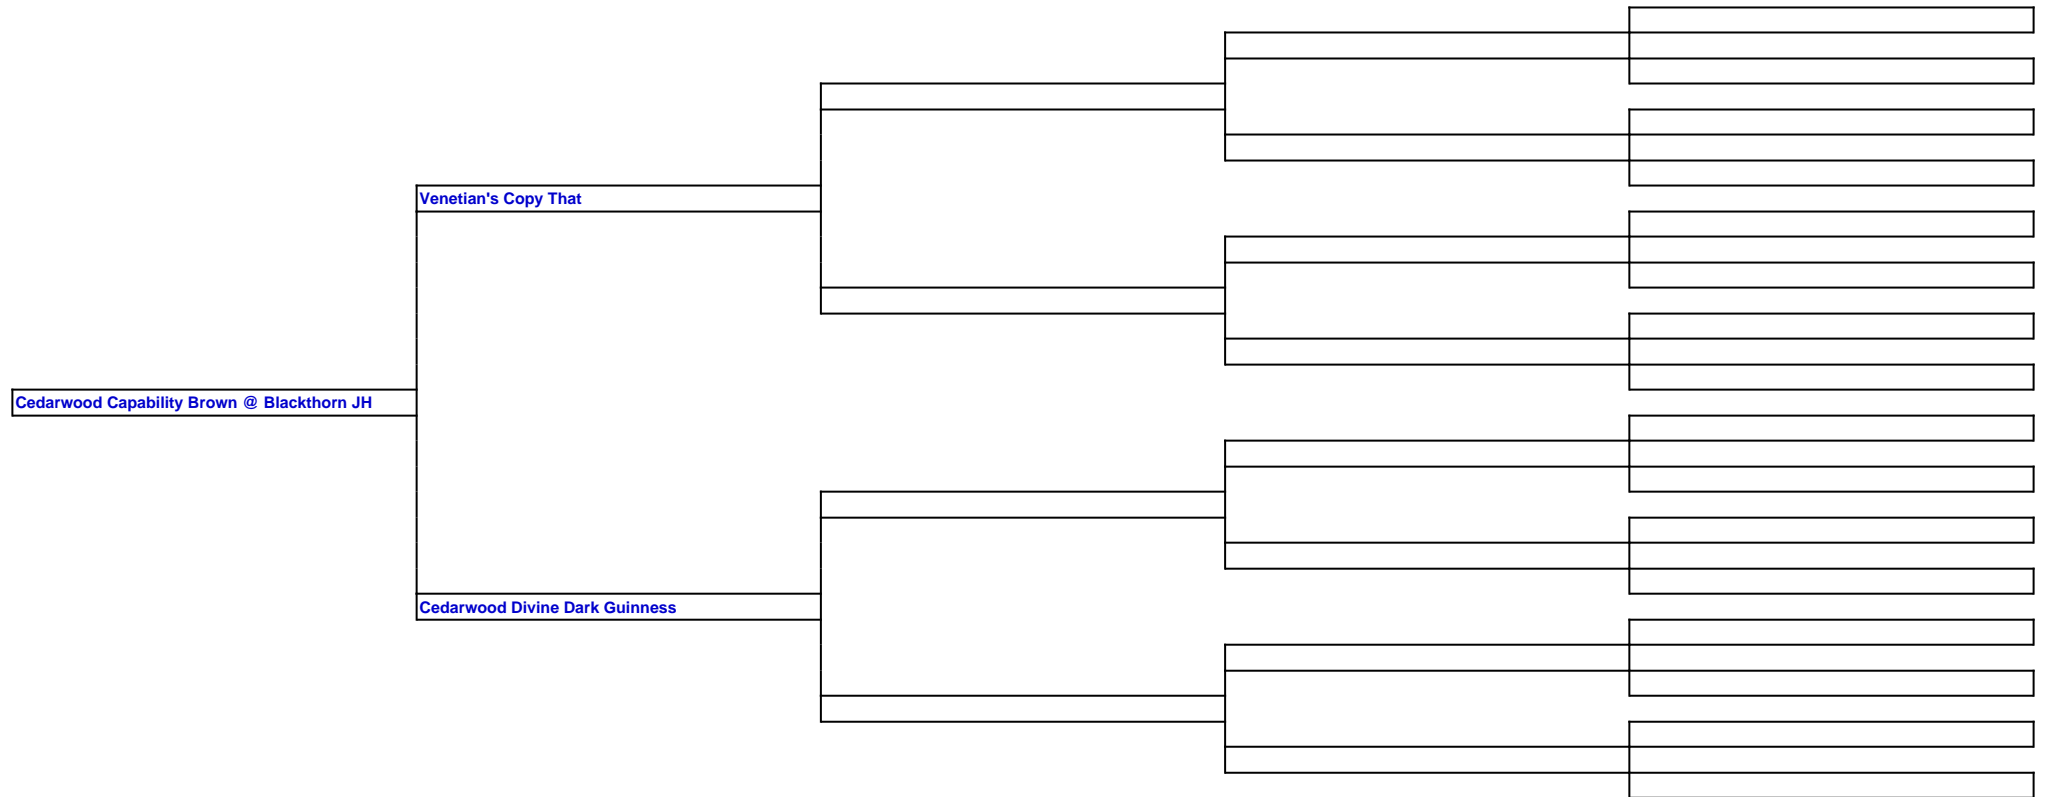 Venetian's Copy That
Cedarwood Capability Brown @ Blackthorn JH
Cedarwood Divine Dark Guinness